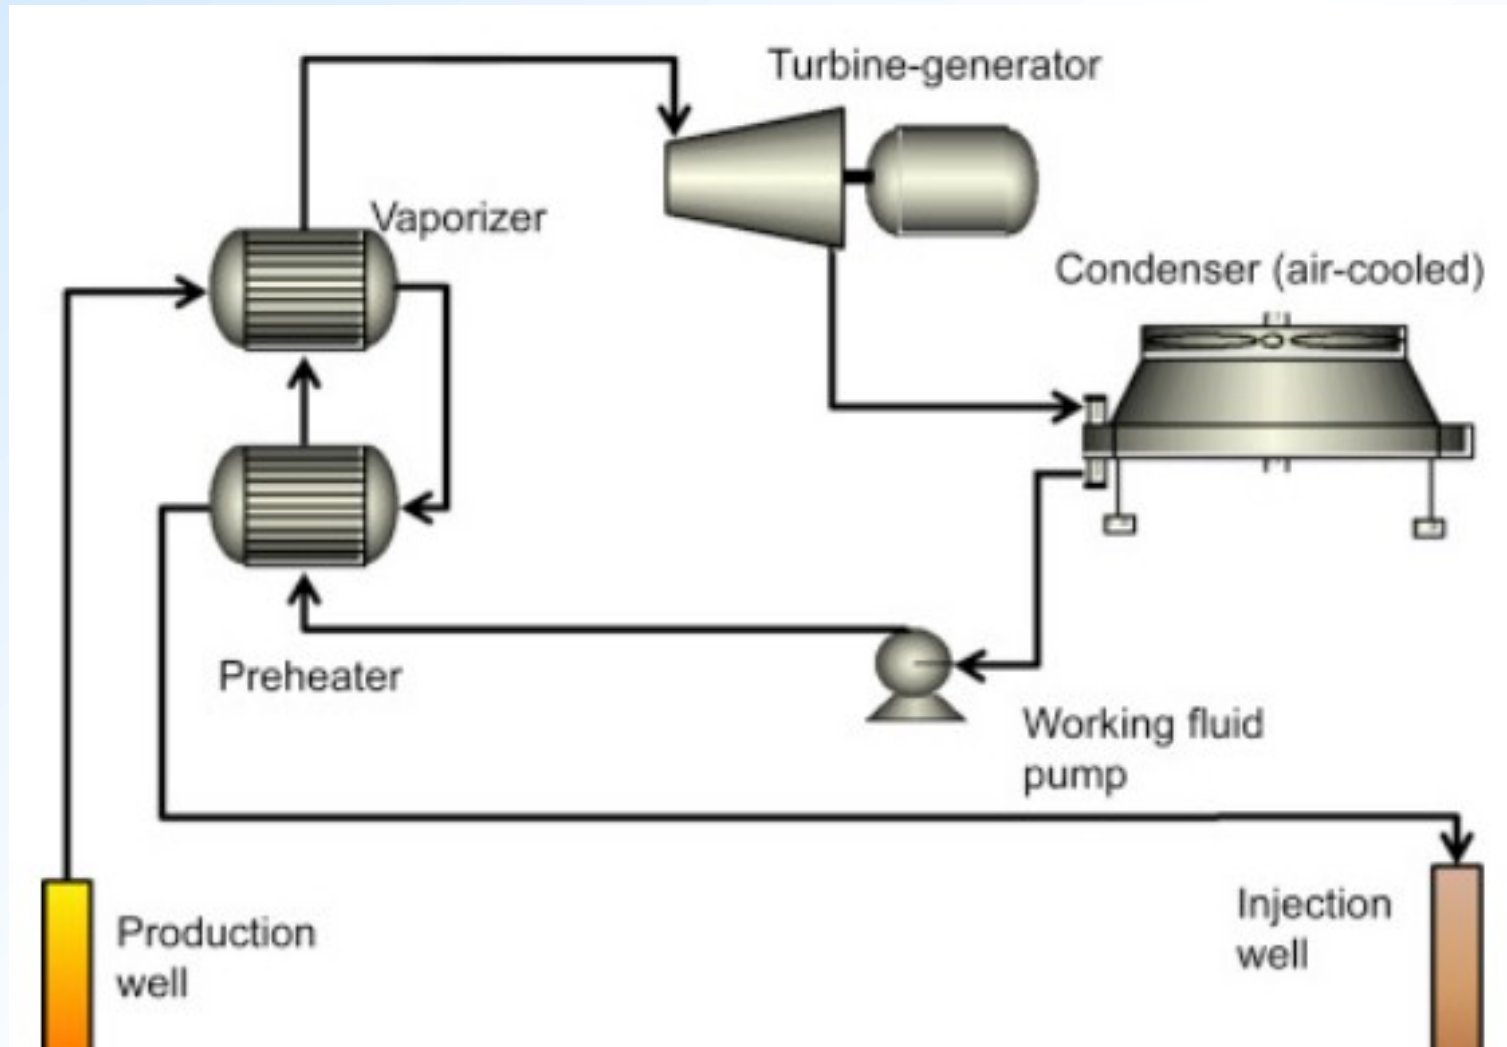 Turbine-generator
Vaporizer
Condenser (air-cooled)
Preheater
Working fluid
pump
Production
well
Injection
well